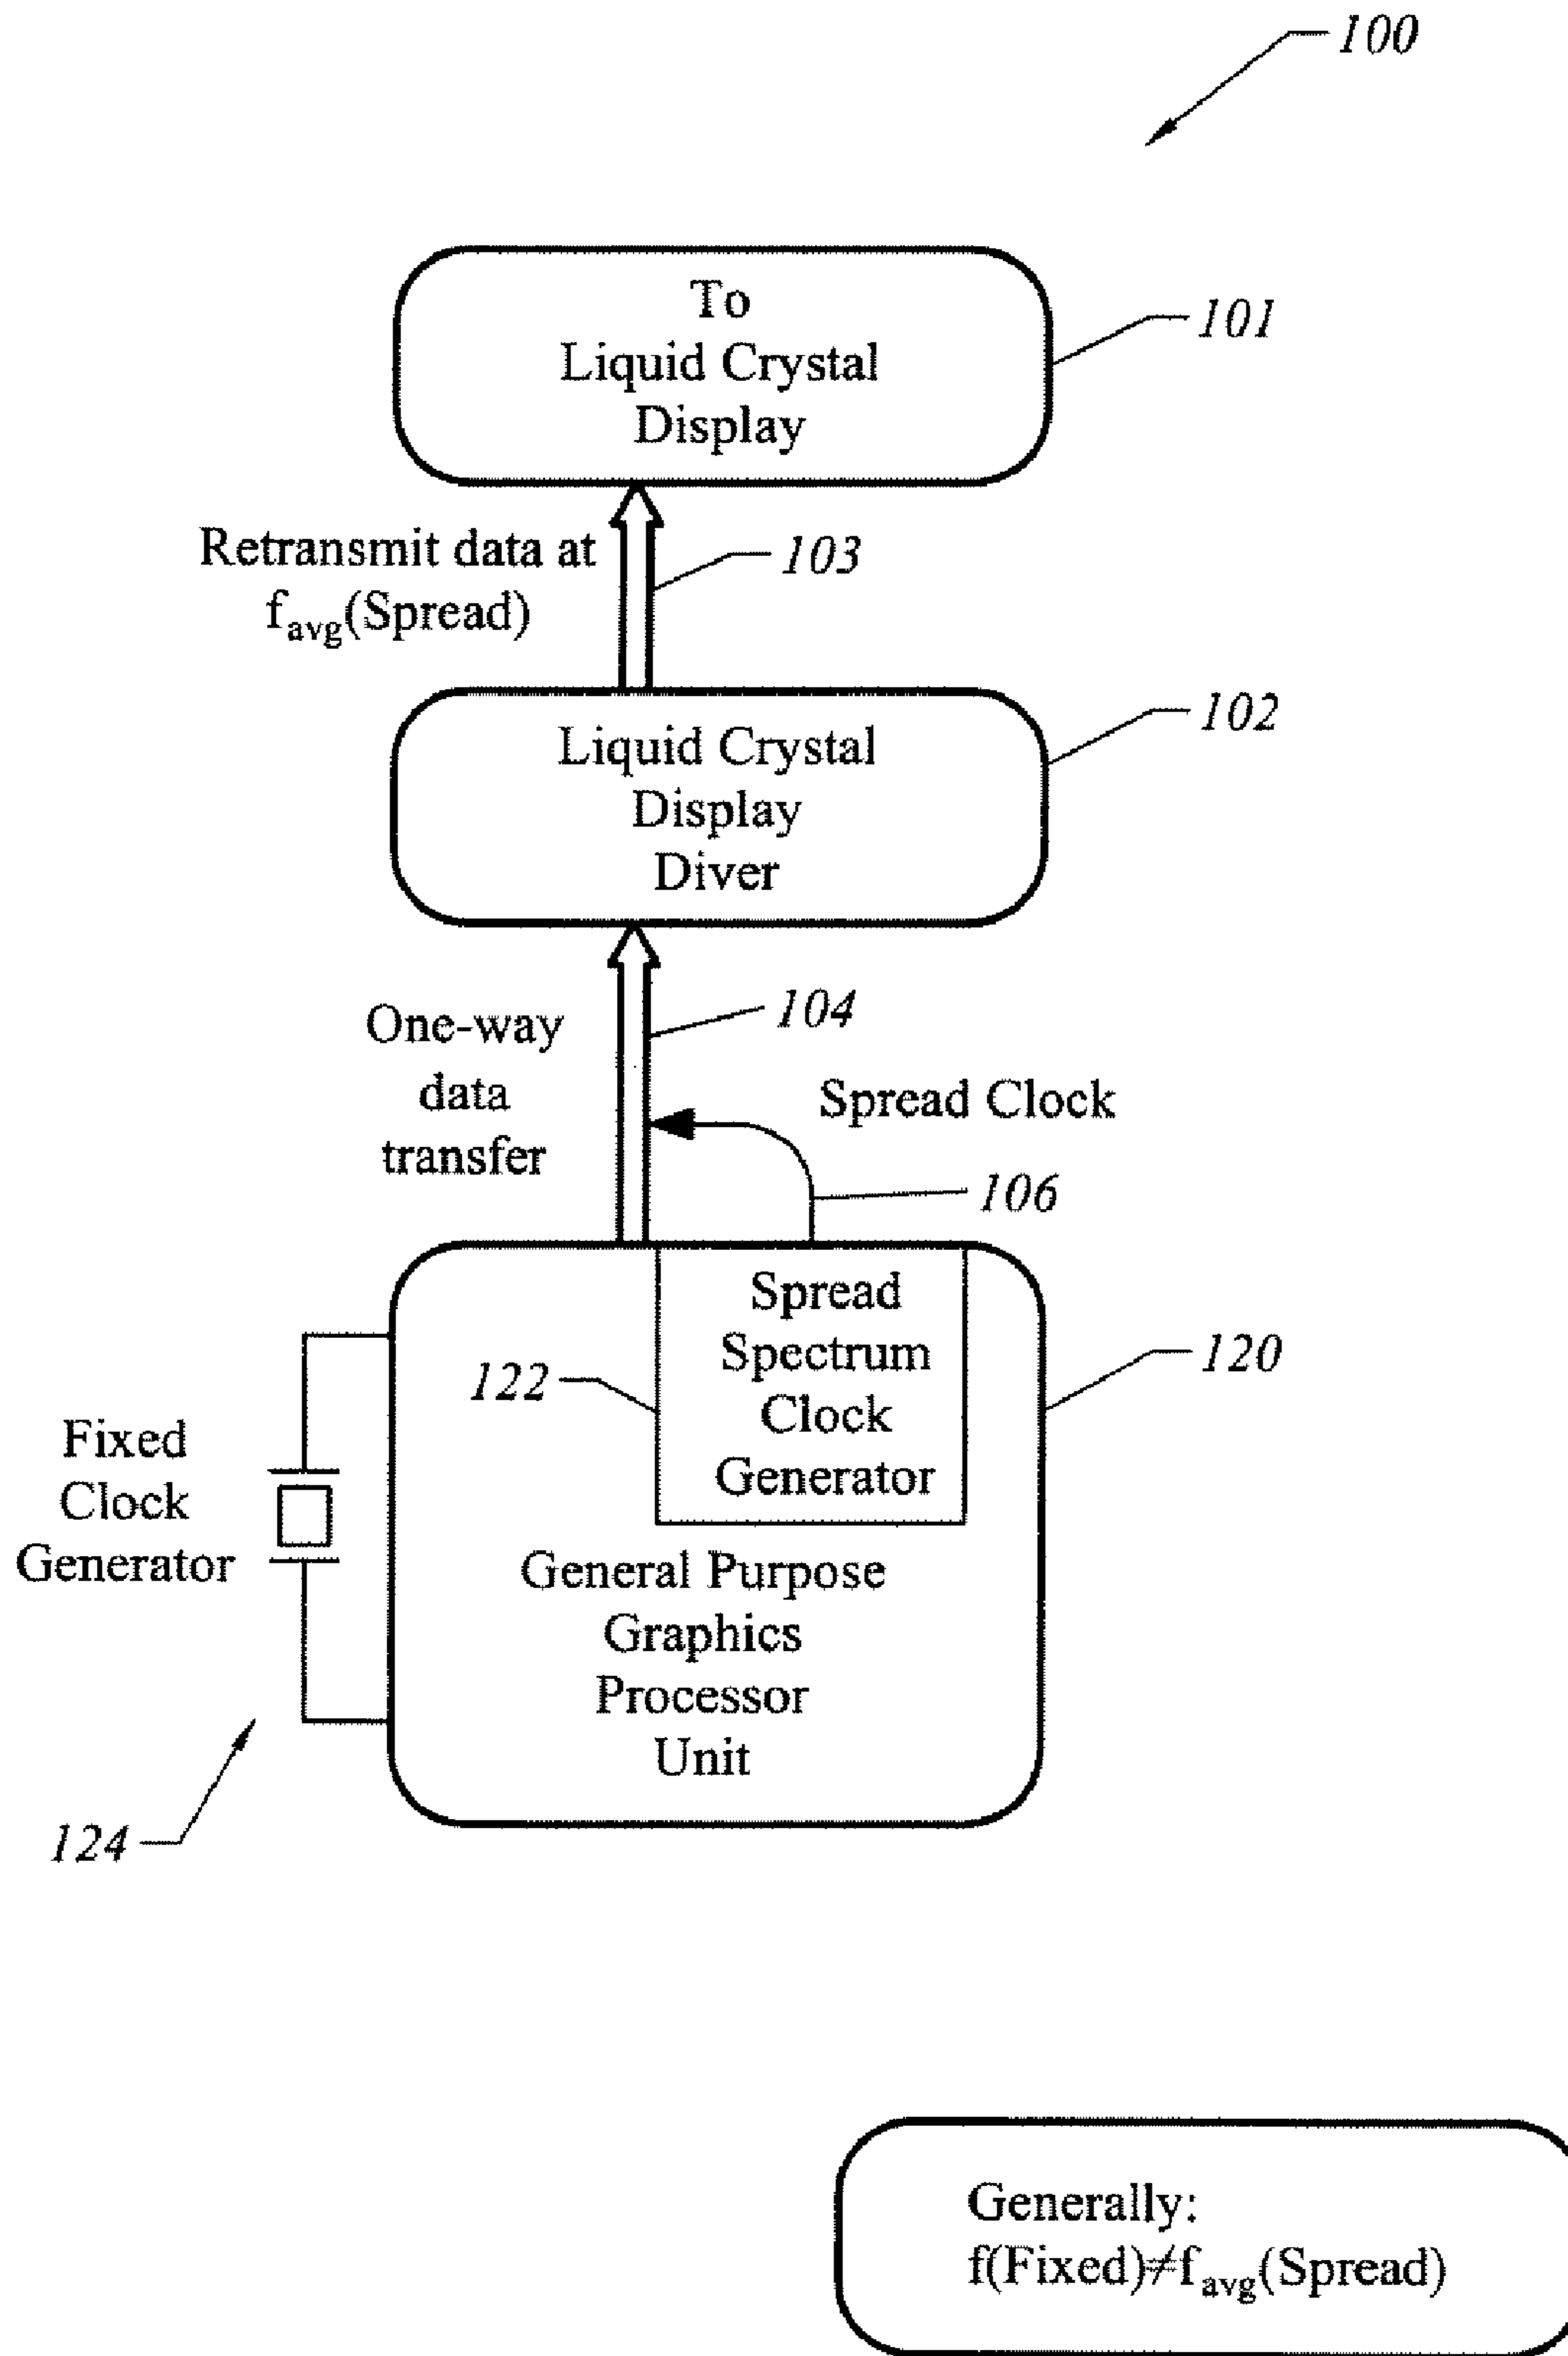 100
To
Liquid Crystal
Display
101
Retransmit data at
favg(Spread)
103
Liquid Crystal
Display
Diver
102
One-way
data
transfer
104
Spread Clock
106
Spread
Spectrum
Clock
Generator
122
120
Fixed
Clock
Generator
General Purpose
Graphics
Processor
Unit
124
Generally:
f(Fixed)≠favg(Spread)